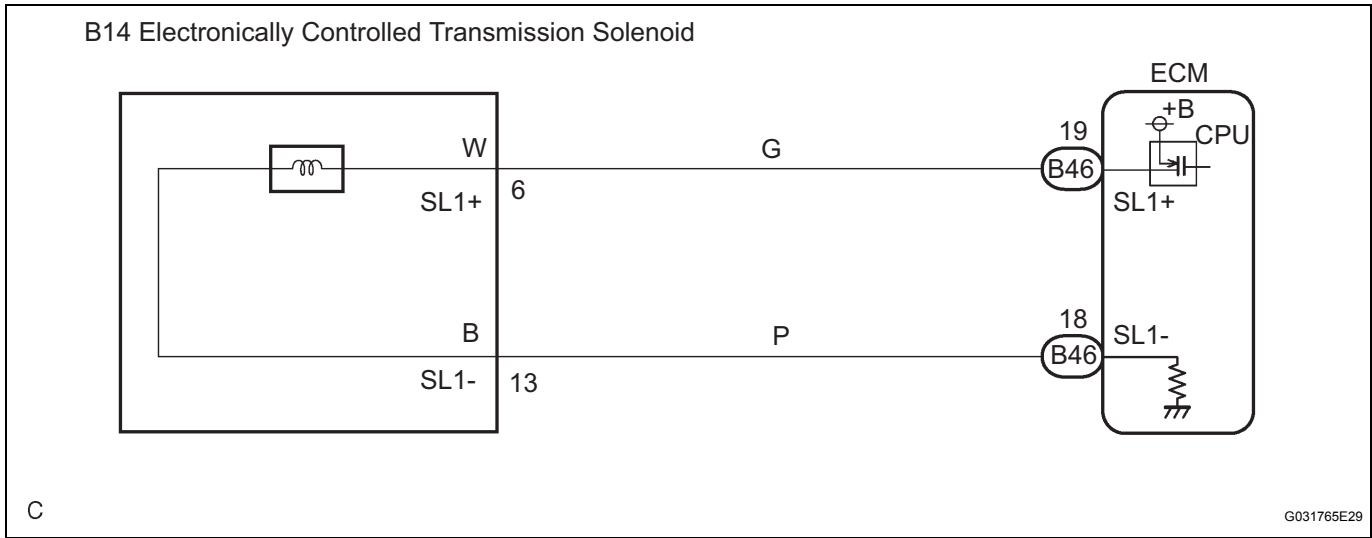 B14 Electronically Controlled Transmission Solenoid
ECM
+B
CPU
W
G
19
B46
SL1+
6
SL1+
B
P
18
B46
SL1-
SL1-
13
C
G031765E29